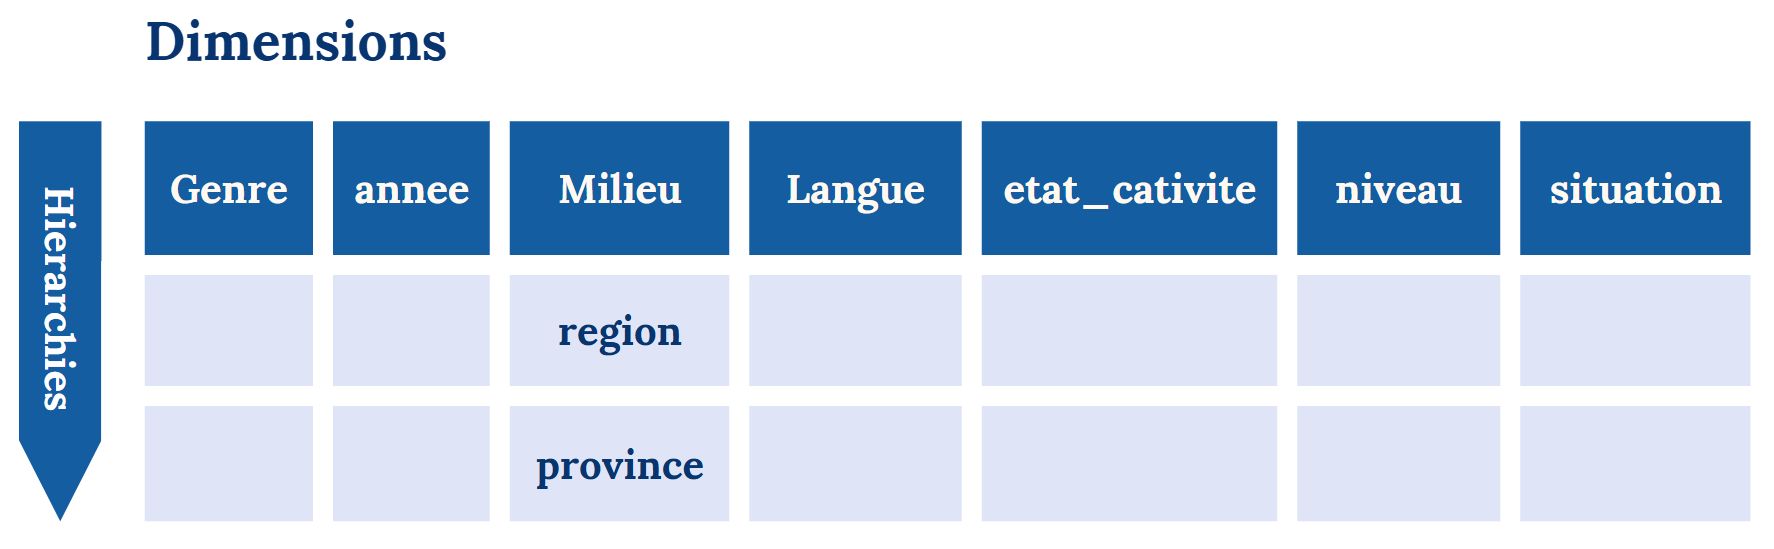 Dimensions
Hierarchies
Genre annee Milieu Langue etat_cativite niveau situation
region
province